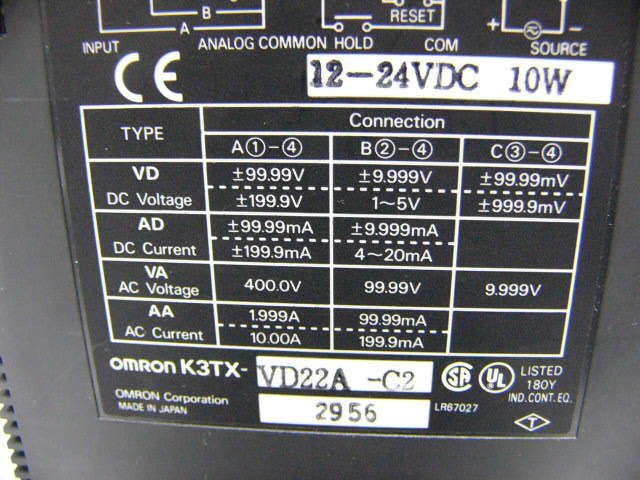 B
A
RESET
+ −
INPUT ANALOG COMMON HOLD COM SOURCE
CE 12-24VDC 10W
TYPE Connection
A①-④ B②-④ C③-④
VD ±99.99V ±9.999V ±99.99mV
DC Voltage ±199.9V 1~5V ±999.9mV
AD ±99.99mA ±9.999mA
DC Current ±199.9mA 4~20mA
VA
AC Voltage 400.0V 99.99V 9.999V
AA 1.999A 99.99mA
AC Current 10.00A 199.9mA
OMRON K3TX- VD22A -C2 SA UL LISTED
180Y
IND.CONT.EQ.
OMRON Corporation
MADE IN JAPAN 2956 LR67027 T